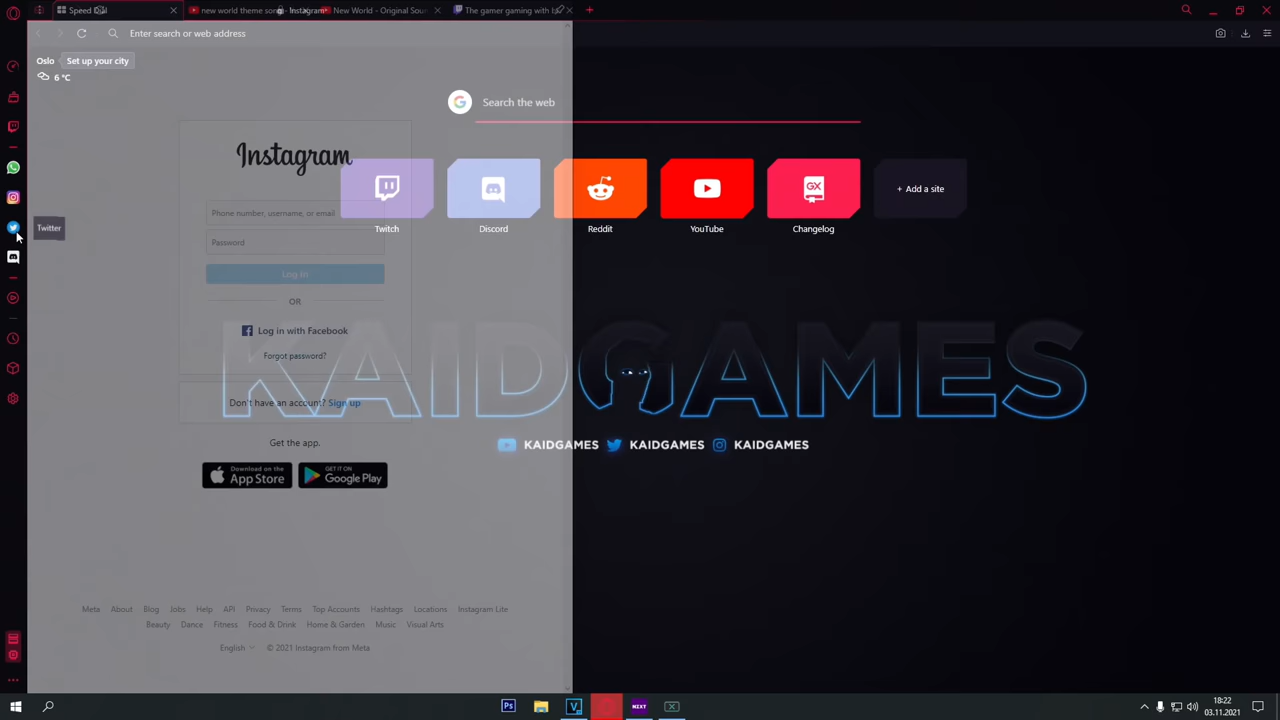 Speed Dial
new world theme song
Instagram
New World - Original Sou
The gamer gaming with b
Enter search or web address
Oslo
Set up your city
6 °C
Search the web
Instagram
Phone number, username, or email
Password
Log In
OR
Log in with Facebook
Forgot password?
Don't have an account? Sign up
Get the app.
Download on the
App Store
GET IT ON
Google Play
Twitter
GX
+ Add a site
Twitch
Discord
Reddit
YouTube
Changelog
KAIDGAMES
KAIDGAMES
KAIDGAMES
KAIDGAMES
Meta
About
Blog
Jobs
Help
API
Privacy
Terms
Top Accounts
Hashtags
Locations
Instagram Lite
Beauty
Dance
Fitness
Food & Drink
Home & Garden
Music
Visual Arts
English
© 2021 Instagram from Meta
Ps
V
NZXT
18:22
03.11.2021